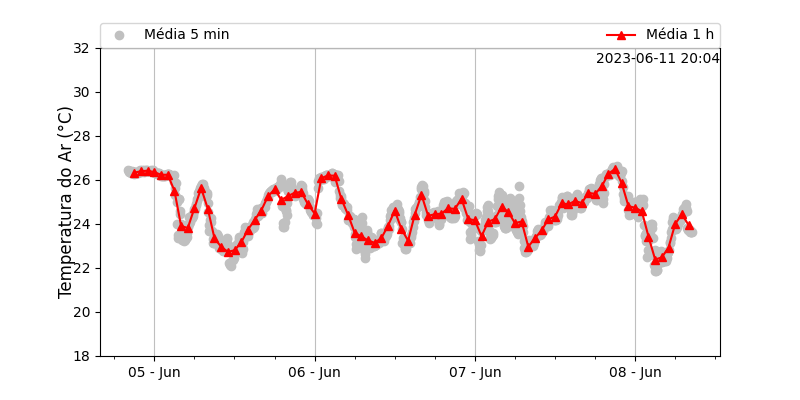 Média 5 min
Média 1 h
2023-06-11 20:04
Temperatura do Ar (°C)
32
30
28
26
24
22
20
18
05 - Jun
06 - Jun
07 - Jun
08 - Jun